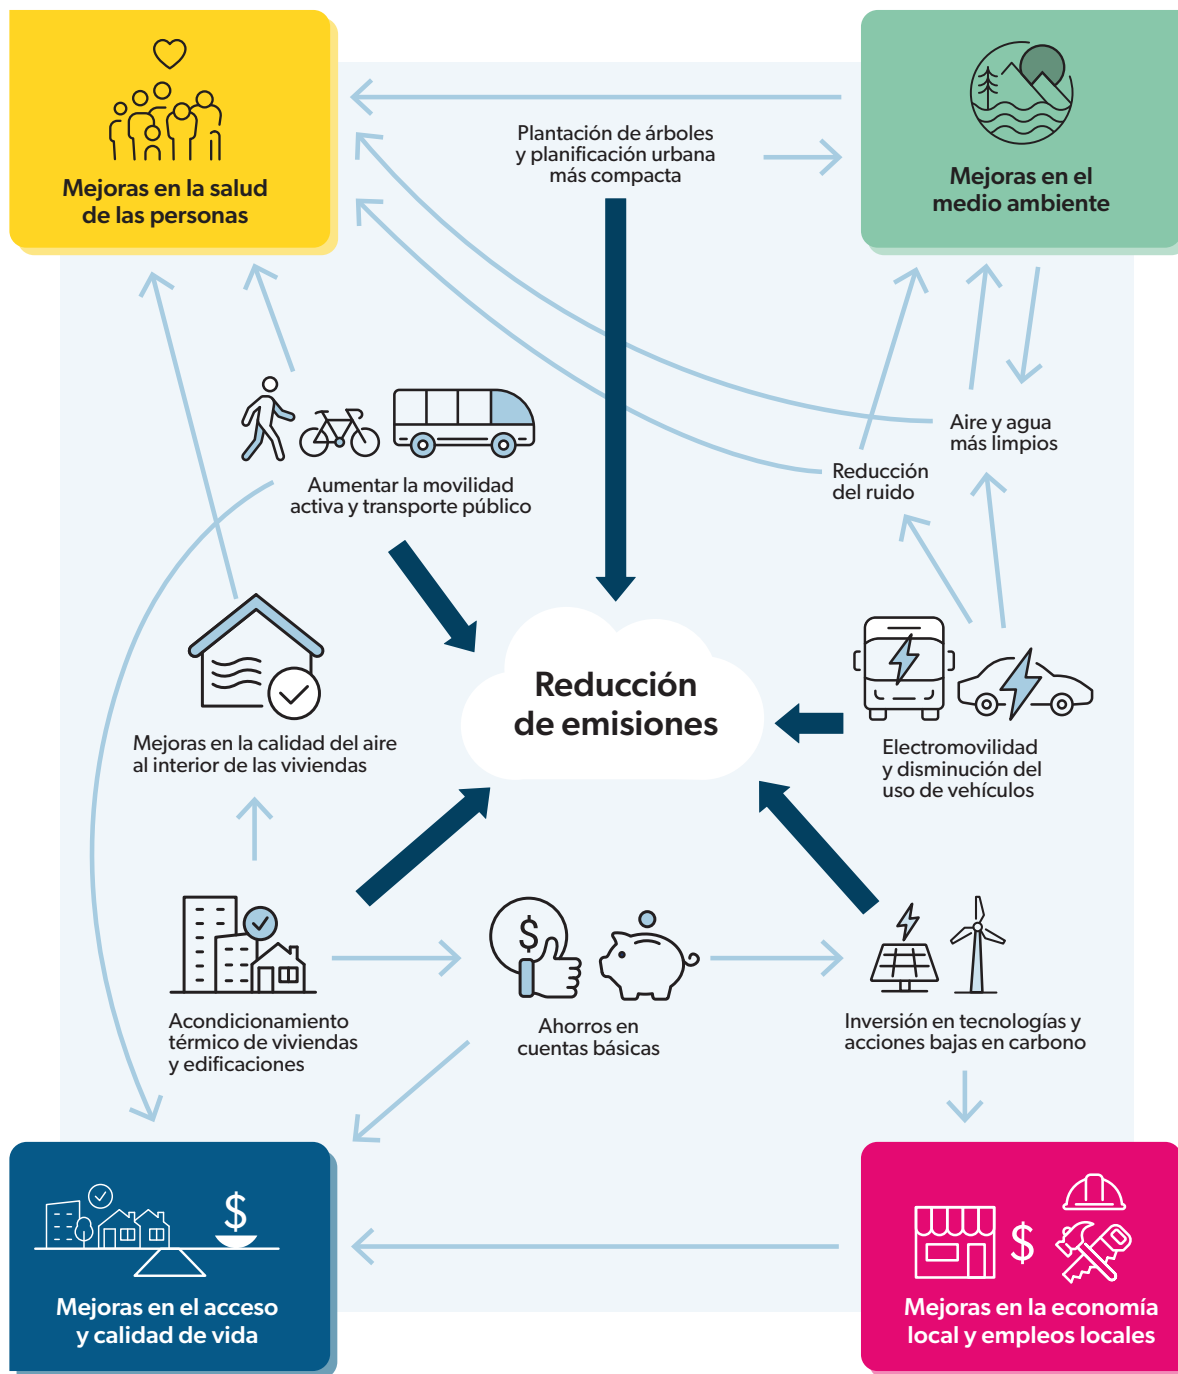 Mejoras en la salud
de las personas
Plantación de árboles
y planificación urbana
más compacta
Mejoras en el
medio ambiente
Aire y agua
más limpios
Reducción
del ruido
Aumentar la movilidad
activa y transporte público
Reducción
de emisiones
Mejoras en la calidad del aire
al interior de las viviendas
Electromovilidad
y disminución del
uso de vehículos
$
Acondicionamiento
térmico de viviendas
y edificaciones
Ahorros en
cuentas básicas
Inversión en tecnologías y
acciones bajas en carbono
$
Mejoras en el acceso
y calidad de vida
$
Mejoras en la economía
local y empleos locales